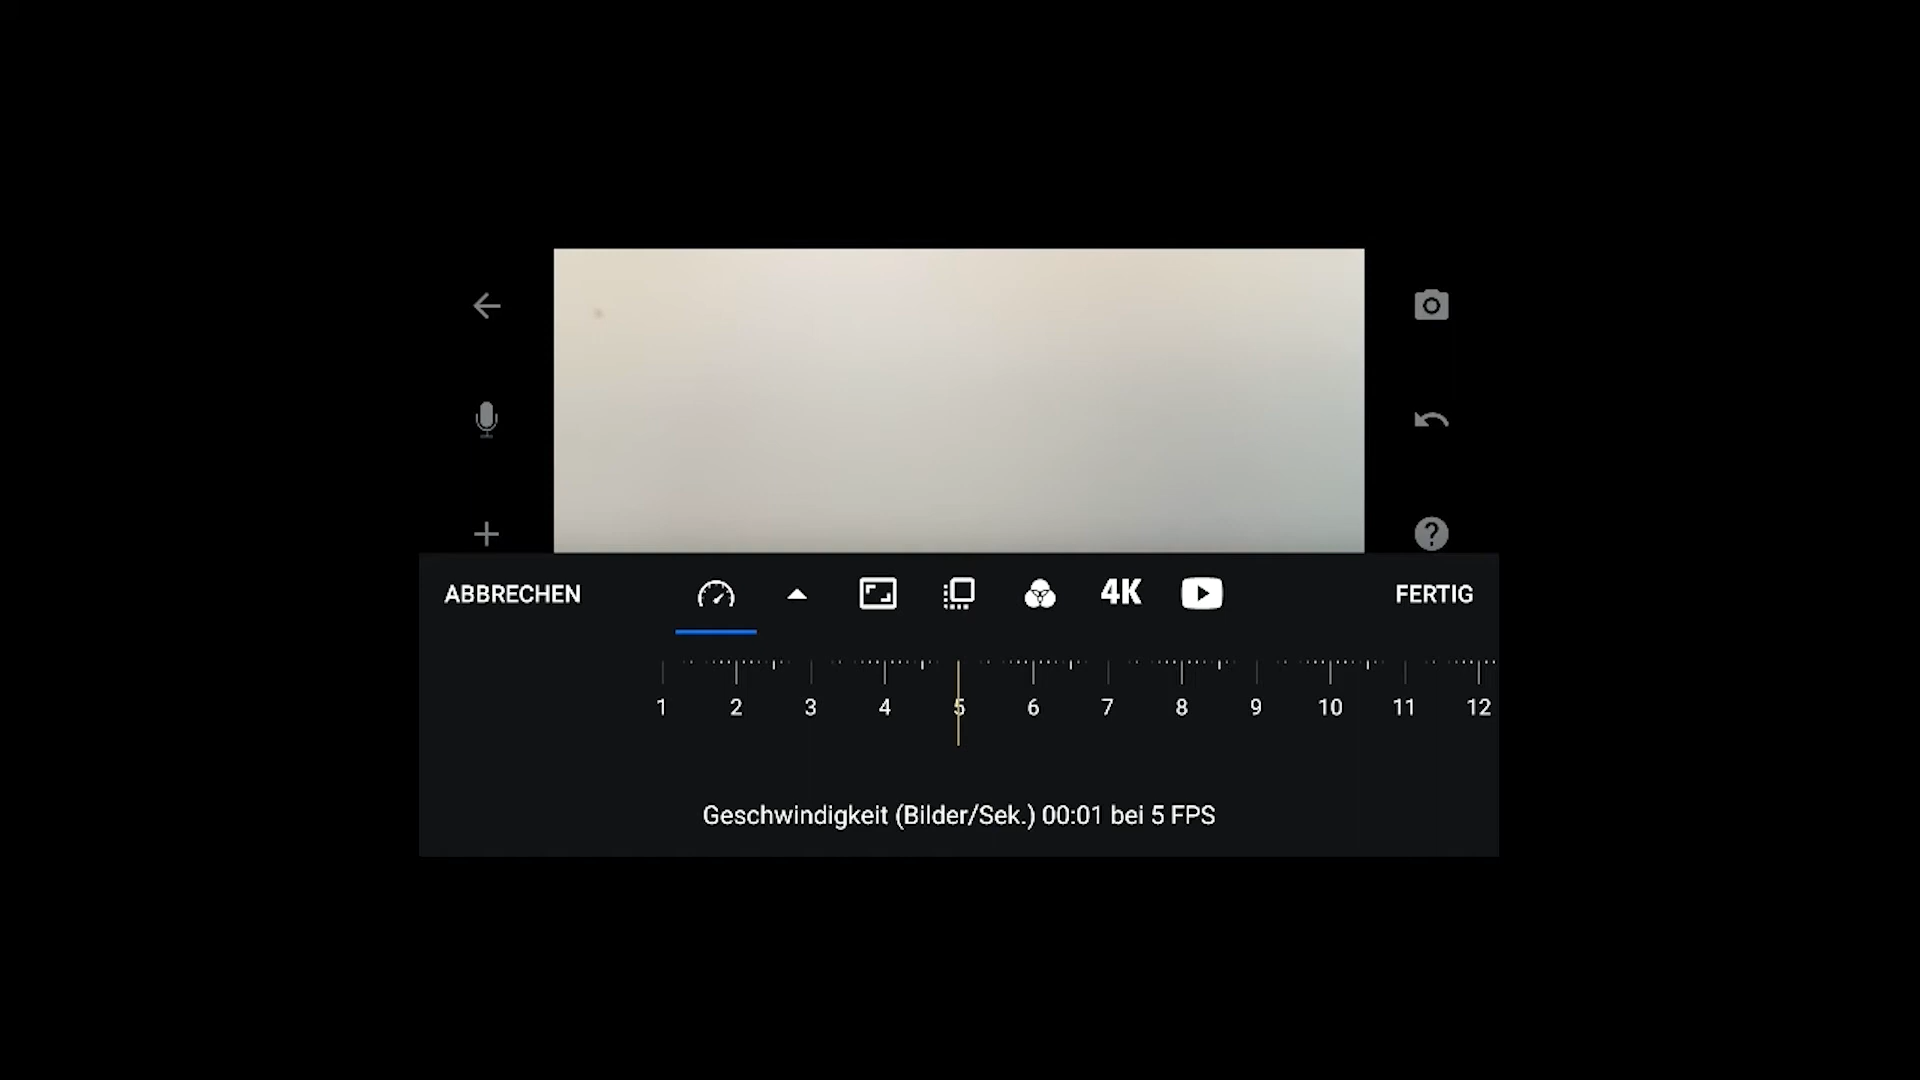 ABBRECHEN 4K FERTIG
1 2 3 4 5 6 7 8 9 10 11 12
Geschwindigkeit (Bilder/Sek.) 00:01 bei 5 FPS